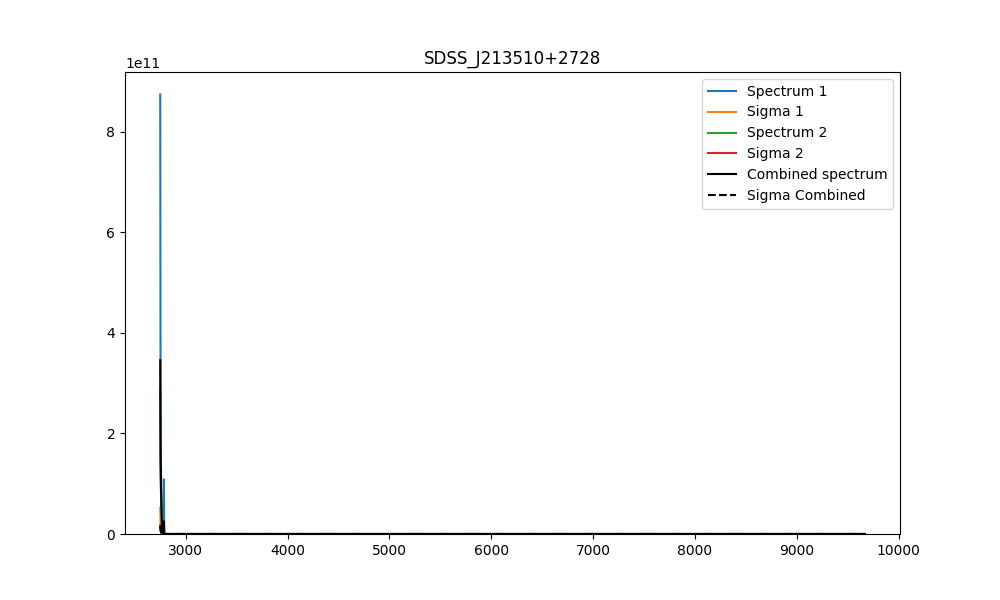 SDSS_J213510+2728
1e11
8
6
4
2
0
3000 4000 5000 6000 7000 8000 9000 10000
Spectrum 1
Sigma 1
Spectrum 2
Sigma 2
Combined spectrum
Sigma Combined